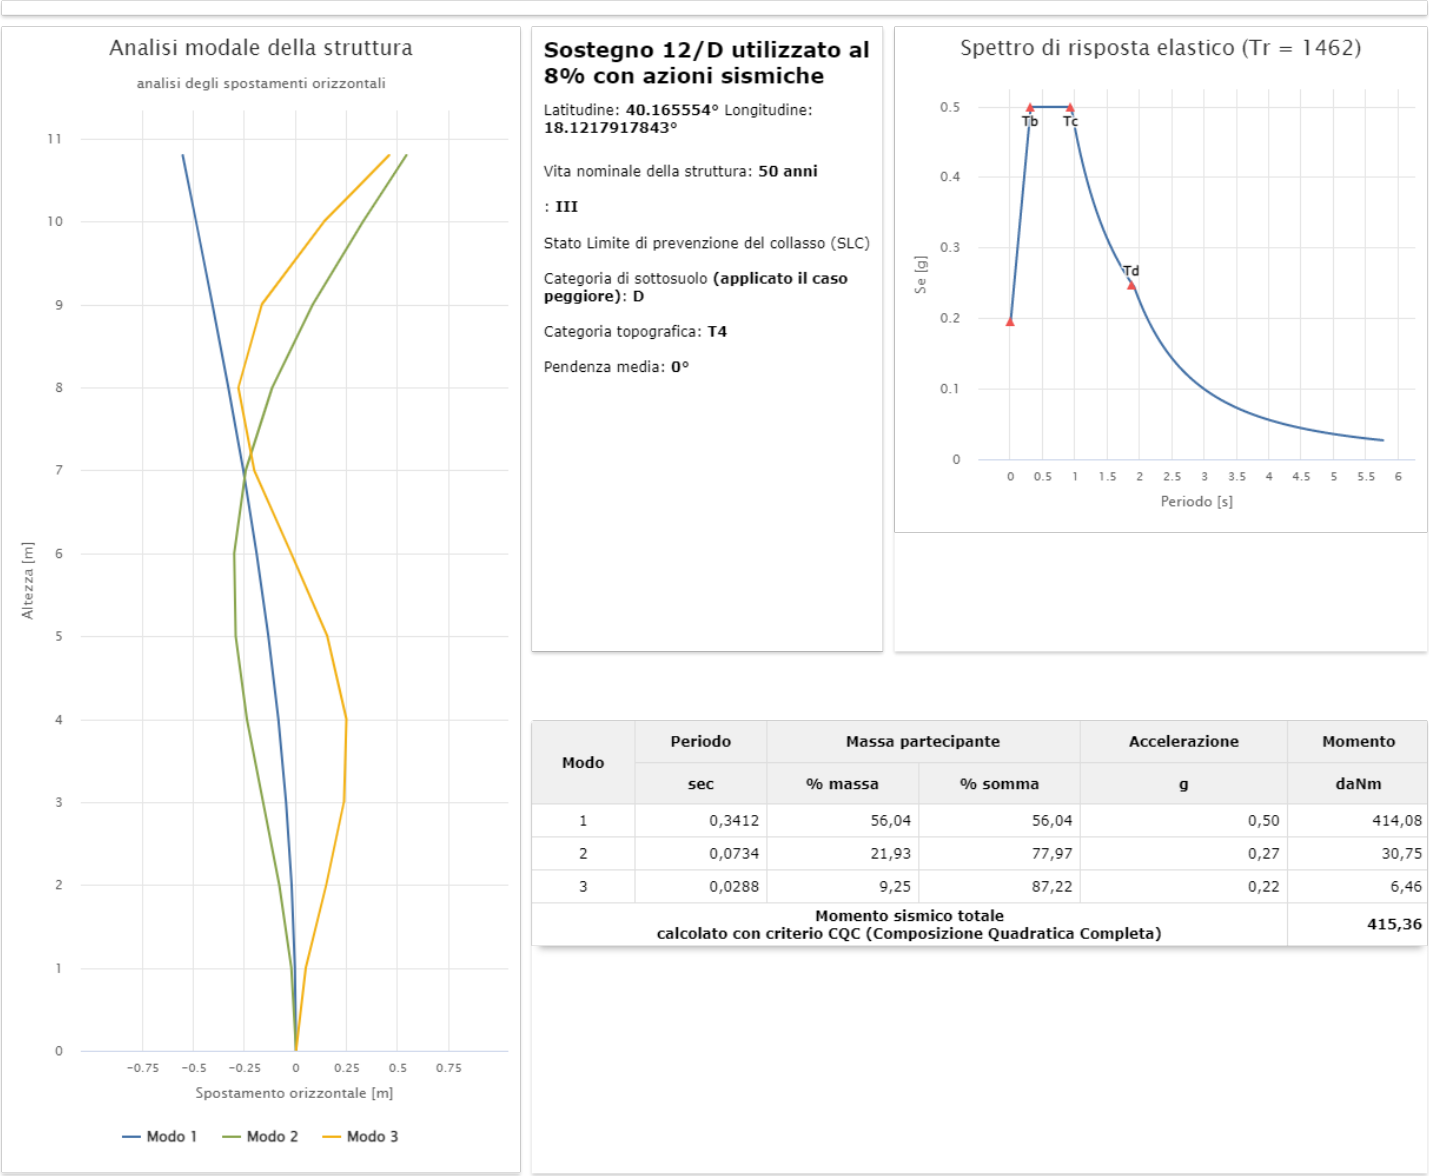 Analisi modale della struttura
analisi degli spostamenti orizzontali
11
10
9
8
7
6
5
4
3
2
1
0
Altezza [m]
−0.75 −0.5 −0.25 0 0.25 0.5 0.75
Spostamento orizzontale [m]
Modo 1 Modo 2 Modo 3
Sostegno 12/D utilizzato al
8% con azioni sismiche
Latitudine: 40.165554° Longitudine:
18.1217917843°
Vita nominale della struttura: 50 anni
: III
Stato Limite di prevenzione del collasso (SLC)
Categoria di sottosuolo (applicato il caso
peggiore): D
Categoria topografica: T4
Pendenza media: 0°
Spettro di risposta elastico (Tr = 1462)
0.5
0.4
0.3
0.2
0.1
0
Se [g]
Tb Tc
Td
0 0.5 1 1.5 2 2.5 3 3.5 4 4.5 5 5.5 6
Periodo [s]
Modo Periodo Massa partecipante Accelerazione Momento
sec % massa % somma g daNm
1 0,3412 56,04 56,04 0,50 414,08
2 0,0734 21,93 77,97 0,27 30,75
3 0,0288 9,25 87,22 0,22 6,46
Momento sismico totale
calcolato con criterio CQC (Composizione Quadratica Completa) 415,36